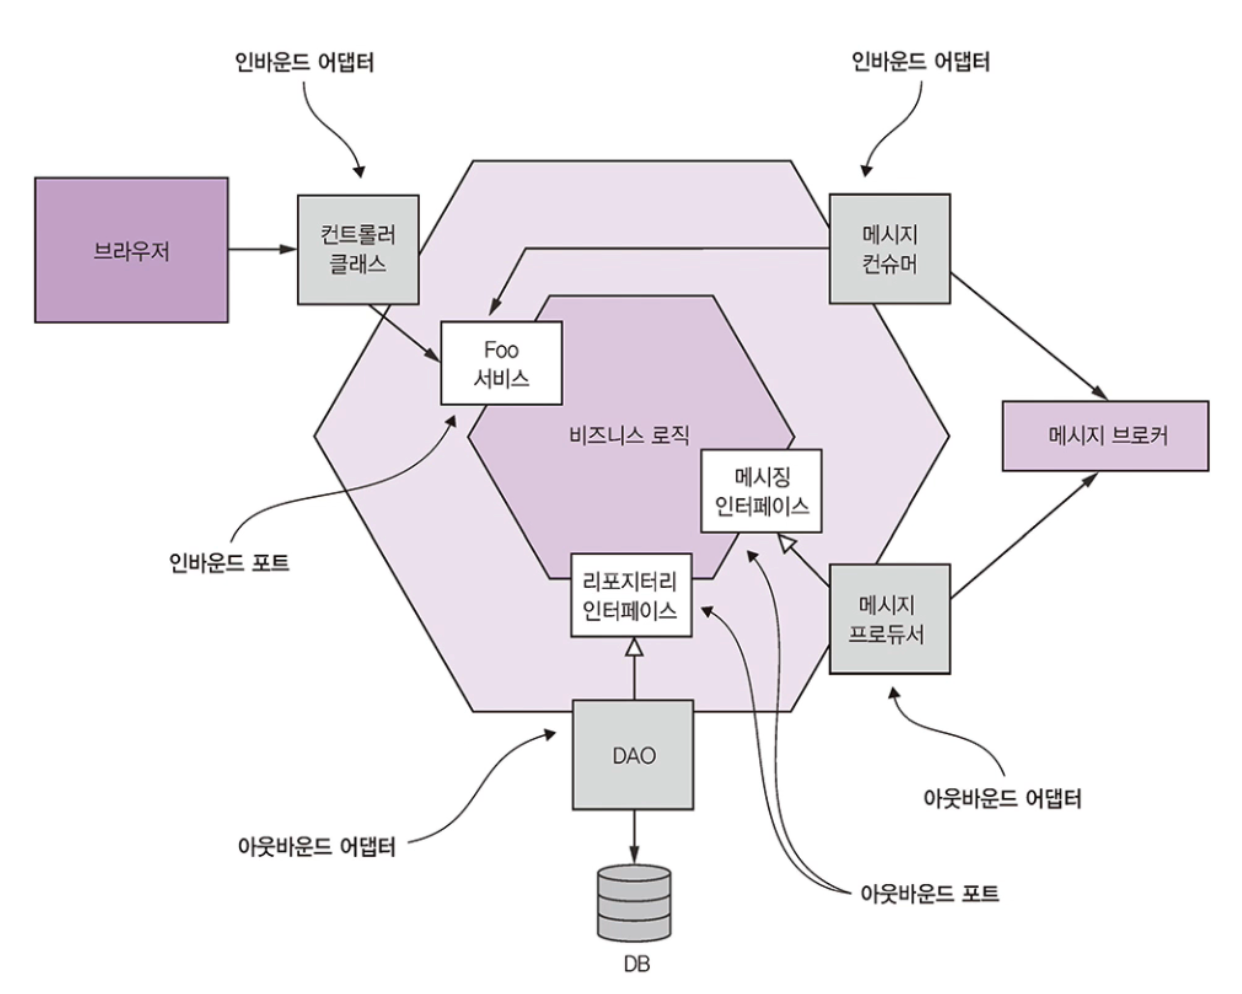 인바운드 어댑터
인바운드 어댑터
브라우저
컨트롤러
클래스
메시지
컨슈머
Foo
서비스
비즈니스 로직
메시지 브로커
메시징
인터페이스
인바운드 포트
리포지터리
인터페이스
메시지
프로듀서
DAO
아웃바운드 어댑터
아웃바운드 어댑터
아웃바운드 포트
DB